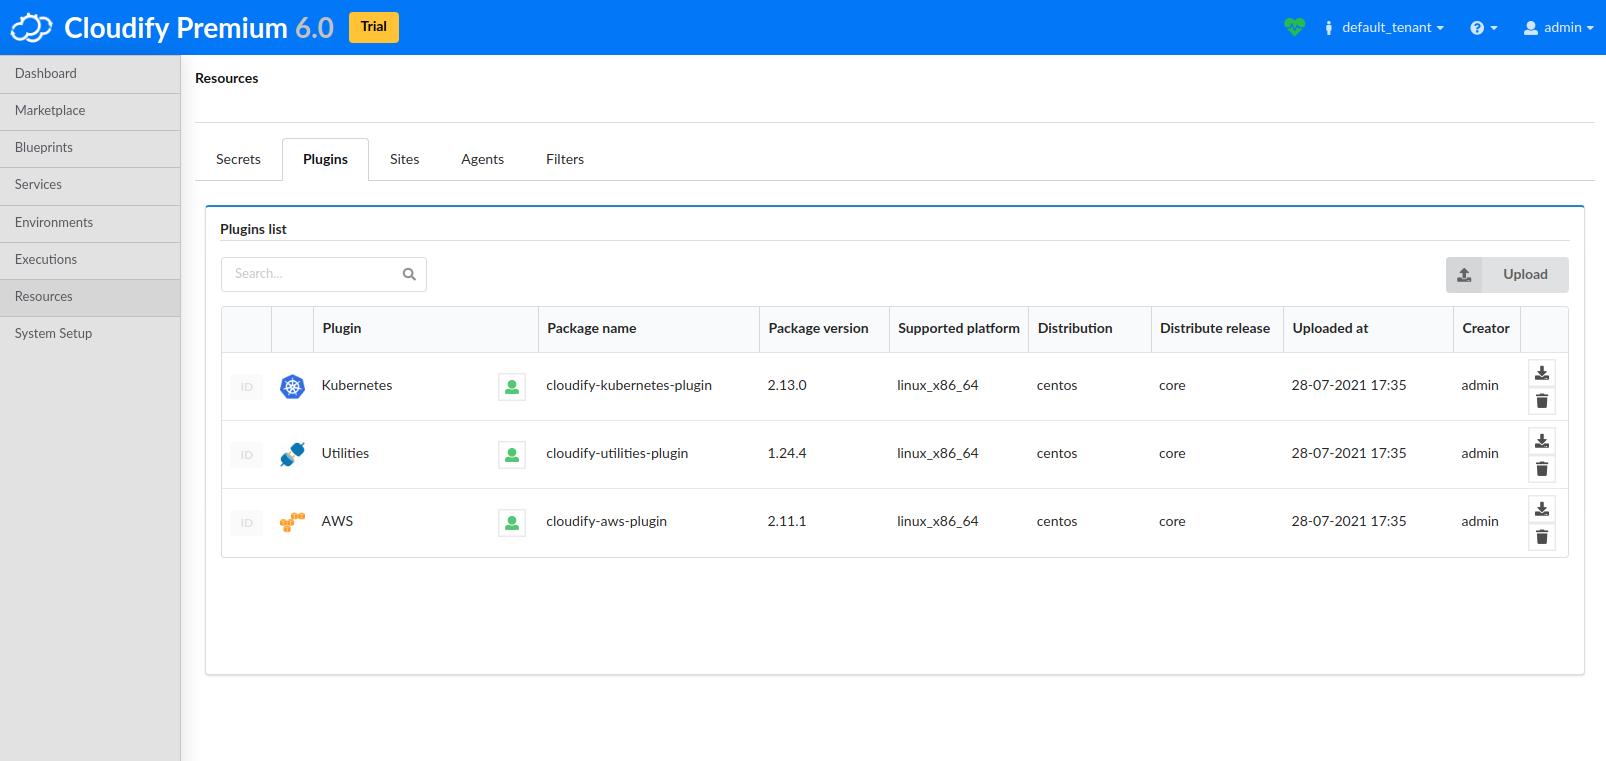 Cloudify Premium 6.0 Trial default_tenant admin
Dashboard
Marketplace
Blueprints
Services
Environments
Executions
Resources
System Setup
Resources
Secrets Plugins Sites Agents Filters
Plugins list
Search... Upload
Plugin Package name Package version Supported platform Distribution Distribute release Uploaded at Creator
ID Kubernetes cloudify-kubernetes-plugin 2.13.0 linux_x86_64 centos core 28-07-2021 17:35 admin
ID Utilities cloudify-utilities-plugin 1.24.4 linux_x86_64 centos core 28-07-2021 17:35 admin
ID AWS cloudify-aws-plugin 2.11.1 linux_x86_64 centos core 28-07-2021 17:35 admin